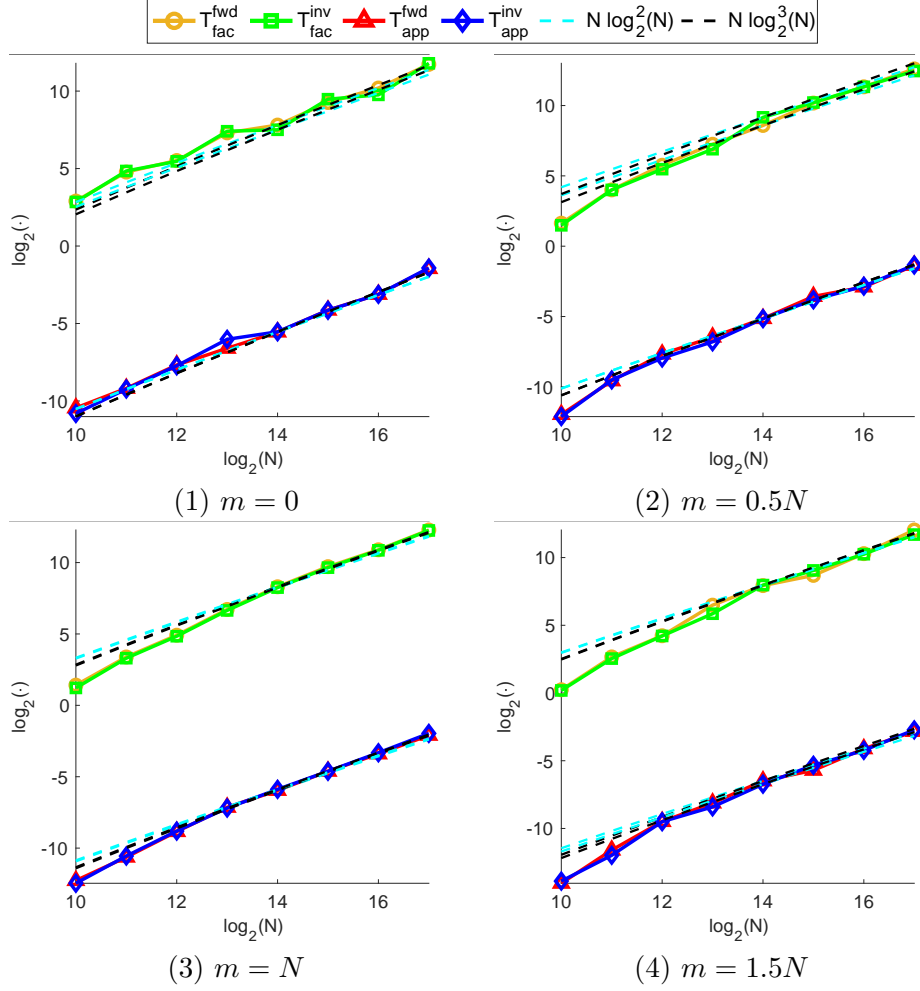 T_fac^fwd T_fac^inv T_app^fwd T_app^inv N log_2^2(N) N log_2^3(N)
10
5
0
-5
-10
log_2(·)
10 12 14 16
log_2(N)
(1) m = 0
10
5
0
-5
-10
log_2(·)
10 12 14 16
log_2(N)
(2) m = 0.5N
10
5
0
-5
-10
log_2(·)
10 12 14 16
log_2(N)
(3) m = N
10
5
0
-5
-10
log_2(·)
10 12 14 16
log_2(N)
(4) m = 1.5N